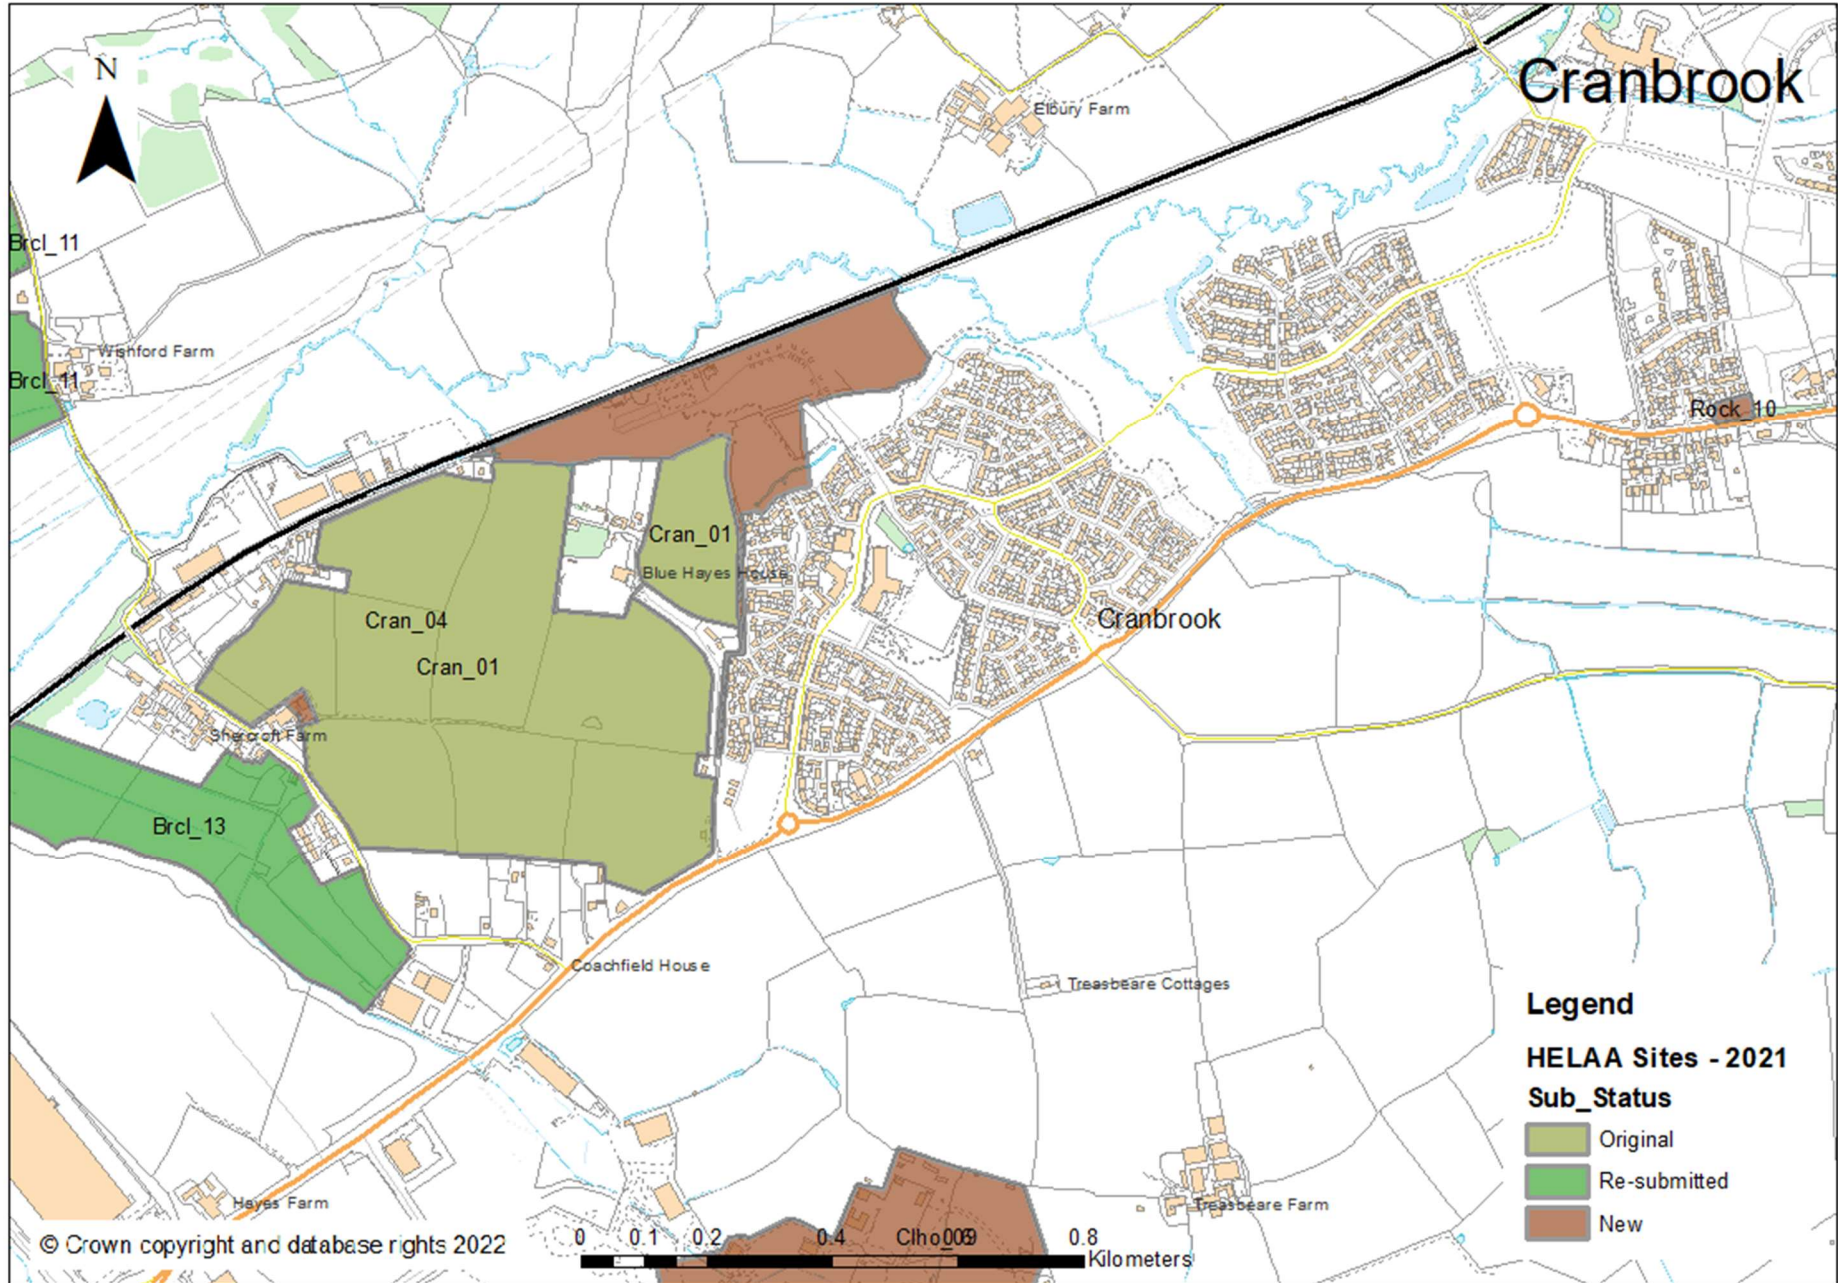 N
Cranbrook
Elbury Farm
Brcl_11
Wishford Farm
Brcl_11
Rock_10
Cran_01
Blue Hayes House
Cran_04
Cranbrook
Cran_01
Shercroft Farm
Brcl_13
Coachfield House
Treasbeare Cottages
Legend
HELAA Sites - 2021
Sub_Status
Original
Re-submitted
New
Hayes Farm
Treasbeare Farm
© Crown copyright and database rights 2022
0 0.1 0.2 0.4 0.8
Kilometers